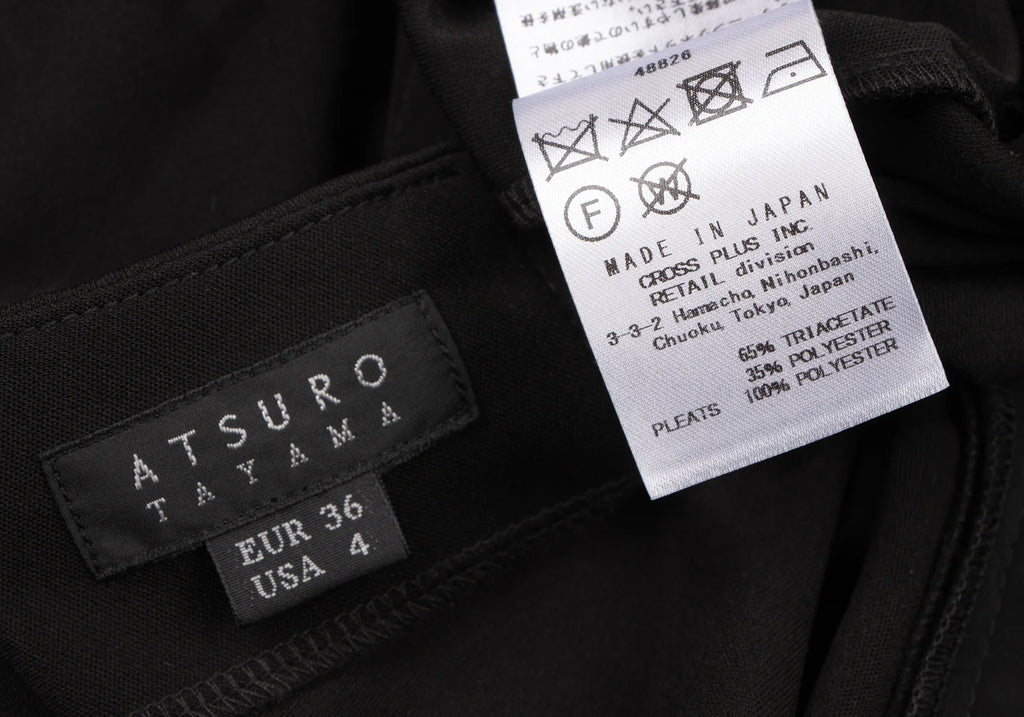 48826
F
W
MADE IN JAPAN
CROSS PLUS INC.
RETAIL division
3-3-2 Hamacho, Nihonbashi,
Chuoku, Tokyo, Japan
65% TRIACETATE
35% POLYESTER
PLEATS 100% POLYESTER
ATSURO
TAYAMA
EUR 36
USA 4